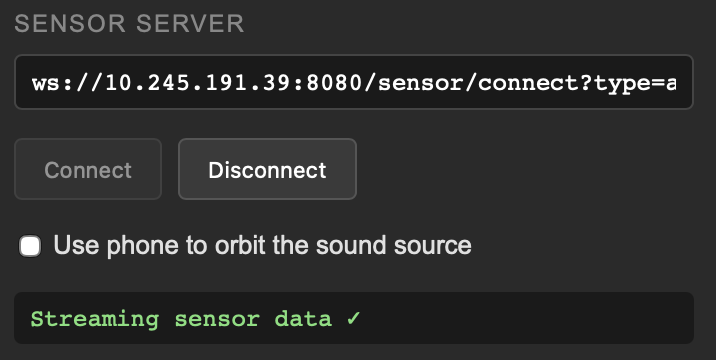 SENSOR SERVER
ws://10.245.191.39:8080/sensor/connect?type=a
Connect Disconnect
Use phone to orbit the sound source
Streaming sensor data ✓